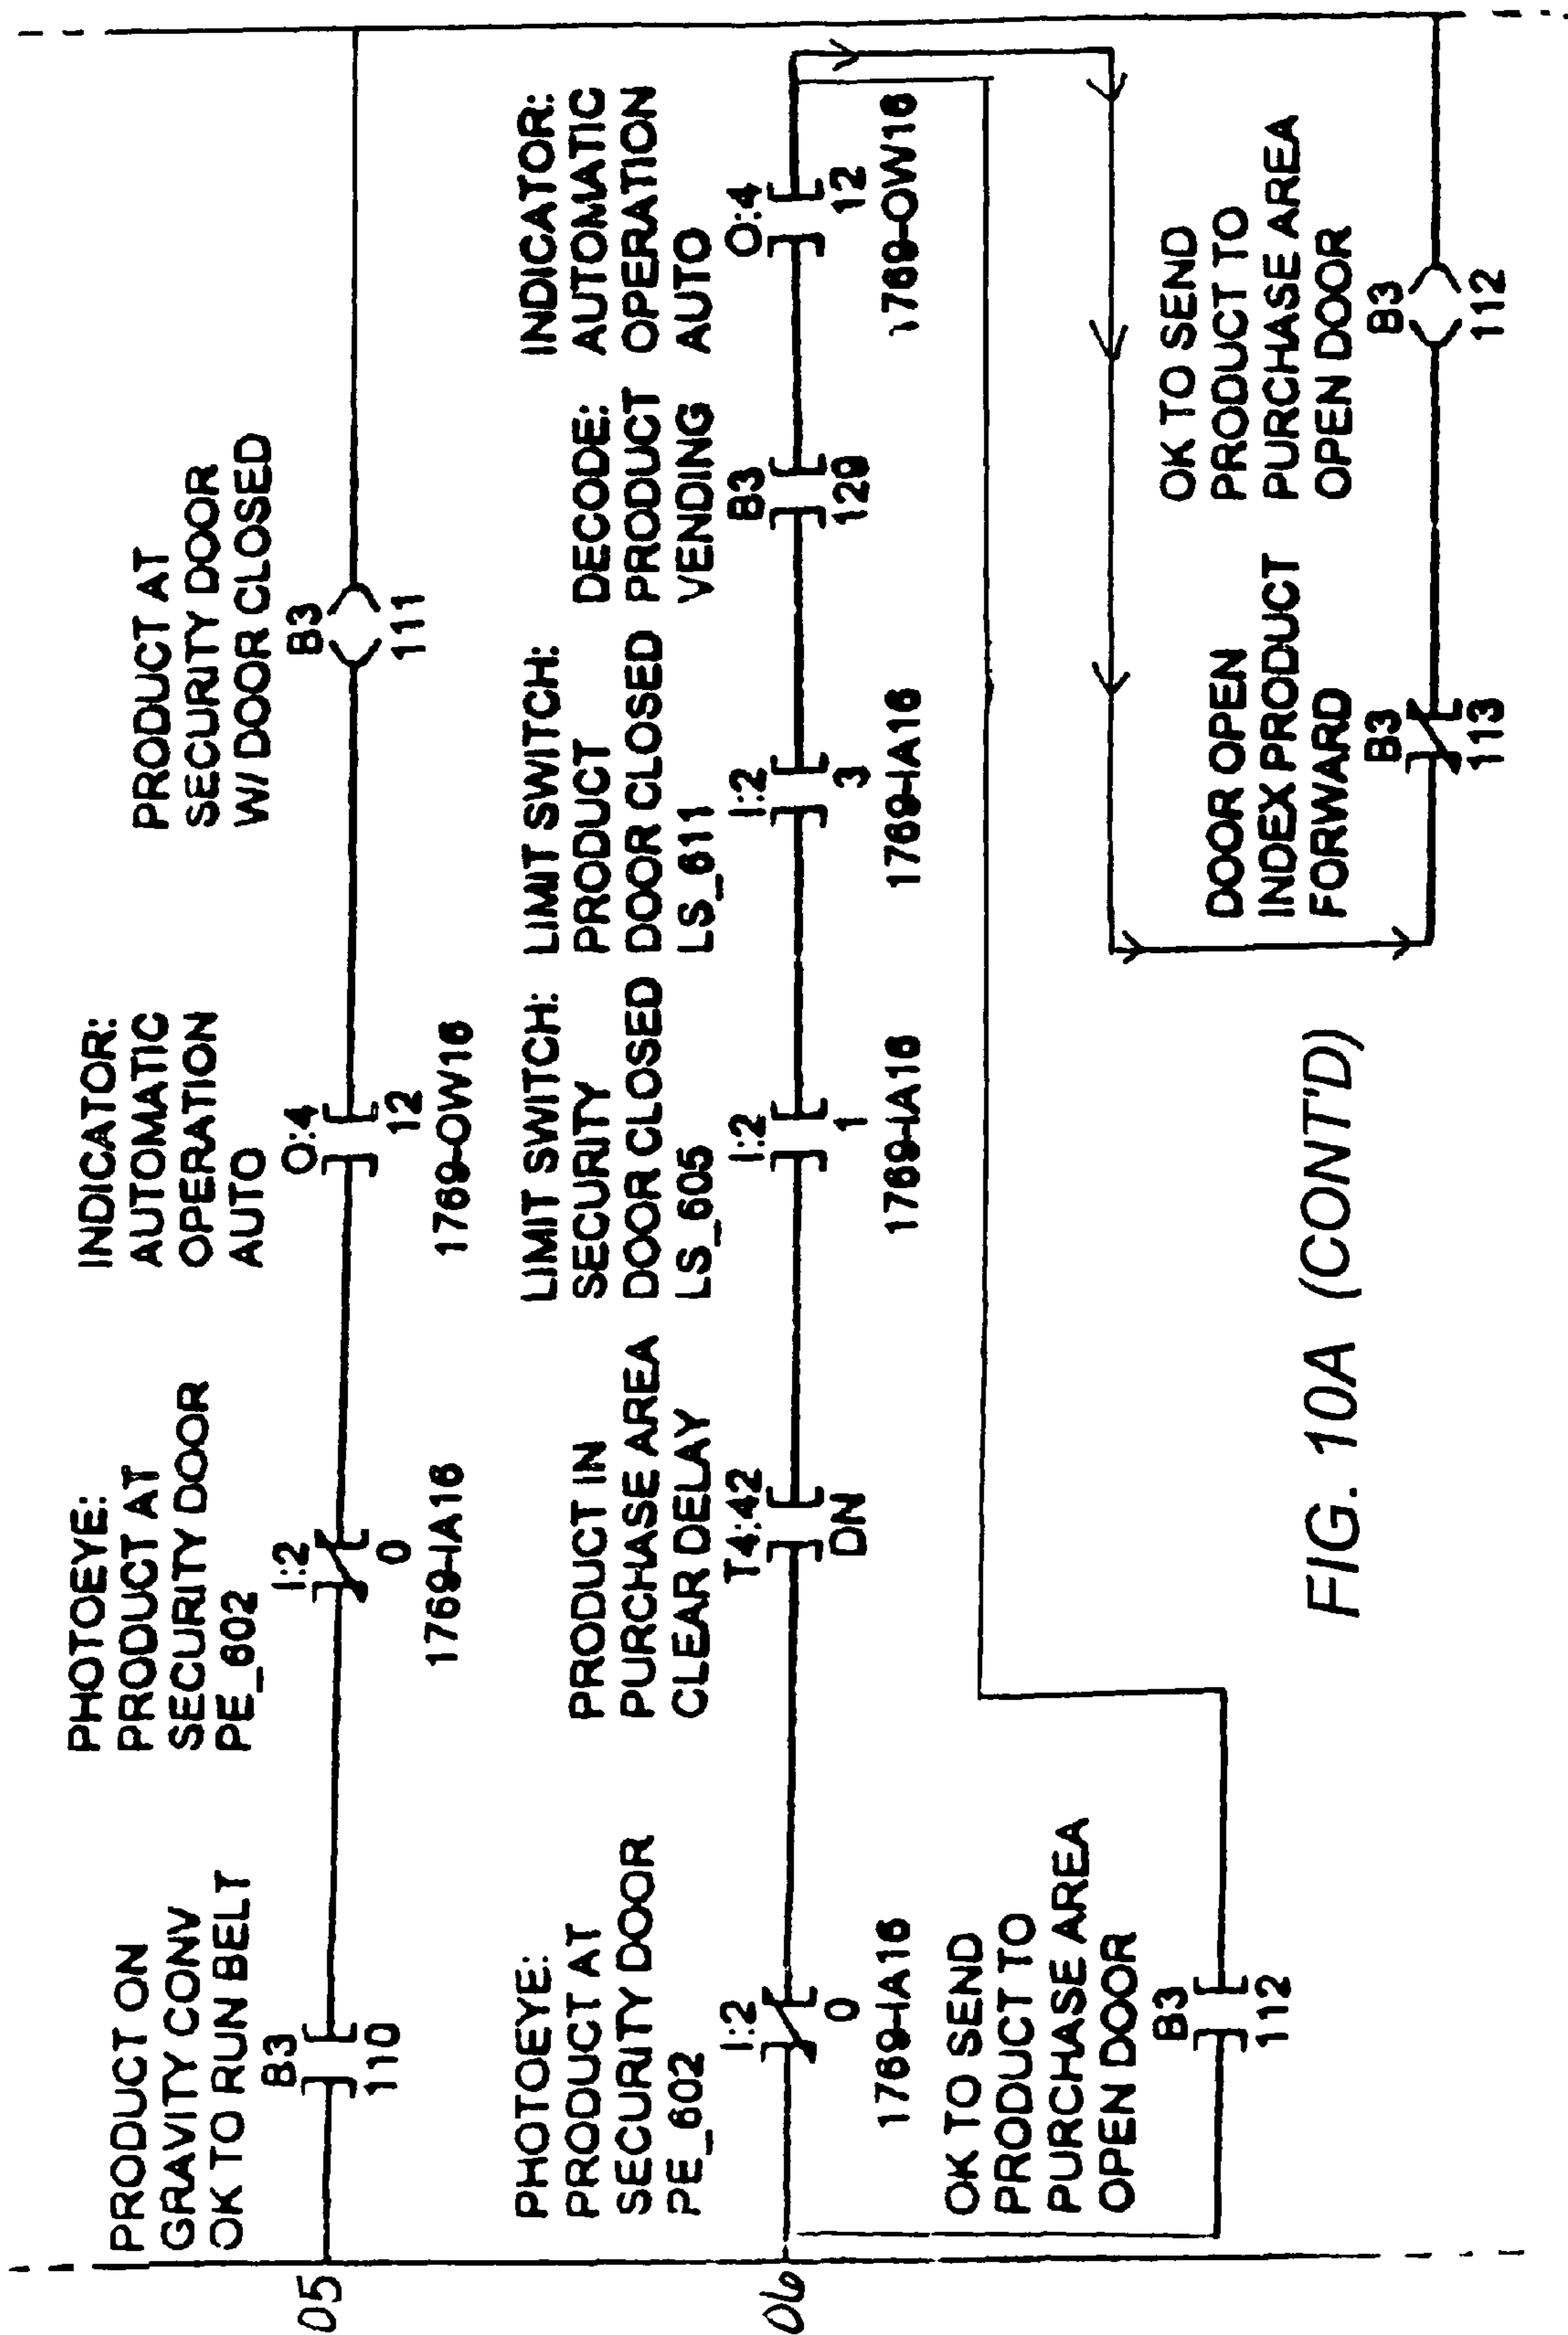 05
PRODUCT ON
GRAVITY CONV
OK TO RUN BELT
B3
110
PHOTOEYE:
PRODUCT AT
SECURITY DOOR
PE_602
I:2
0
1769-IA16
INDICATOR:
AUTOMATIC
OPERATION
AUTO
O:4
12
1769-OW16
PRODUCT AT
SECURITY DOOR
W/ DOOR CLOSED
B3
111
06
PHOTOEYE:
PRODUCT AT
SECURITY DOOR
PE_602
I:2
0
1769-IA16
PRODUCT IN
PURCHASE AREA
CLEAR DELAY
T4:42
DN
LIMIT SWITCH:
SECURITY
DOOR CLOSED
LS_605
I:2
1
1769-IA16
LIMIT SWITCH:
PRODUCT
DOOR CLOSED
LS_611
I:2
3
1769-IA16
DECODE:
PRODUCT
VENDING
B3
129
INDICATOR:
AUTOMATIC
OPERATION
AUTO
O:4
12
1769-OW16
OK TO SEND
PRODUCT TO
PURCHASE AREA
OPEN DOOR
B3
112
DOOR OPEN
INDEX PRODUCT
FORWARD
B3
113
OK TO SEND
PRODUCT TO
PURCHASE AREA
OPEN DOOR
B3
112
FIG. 10A (CONT'D)